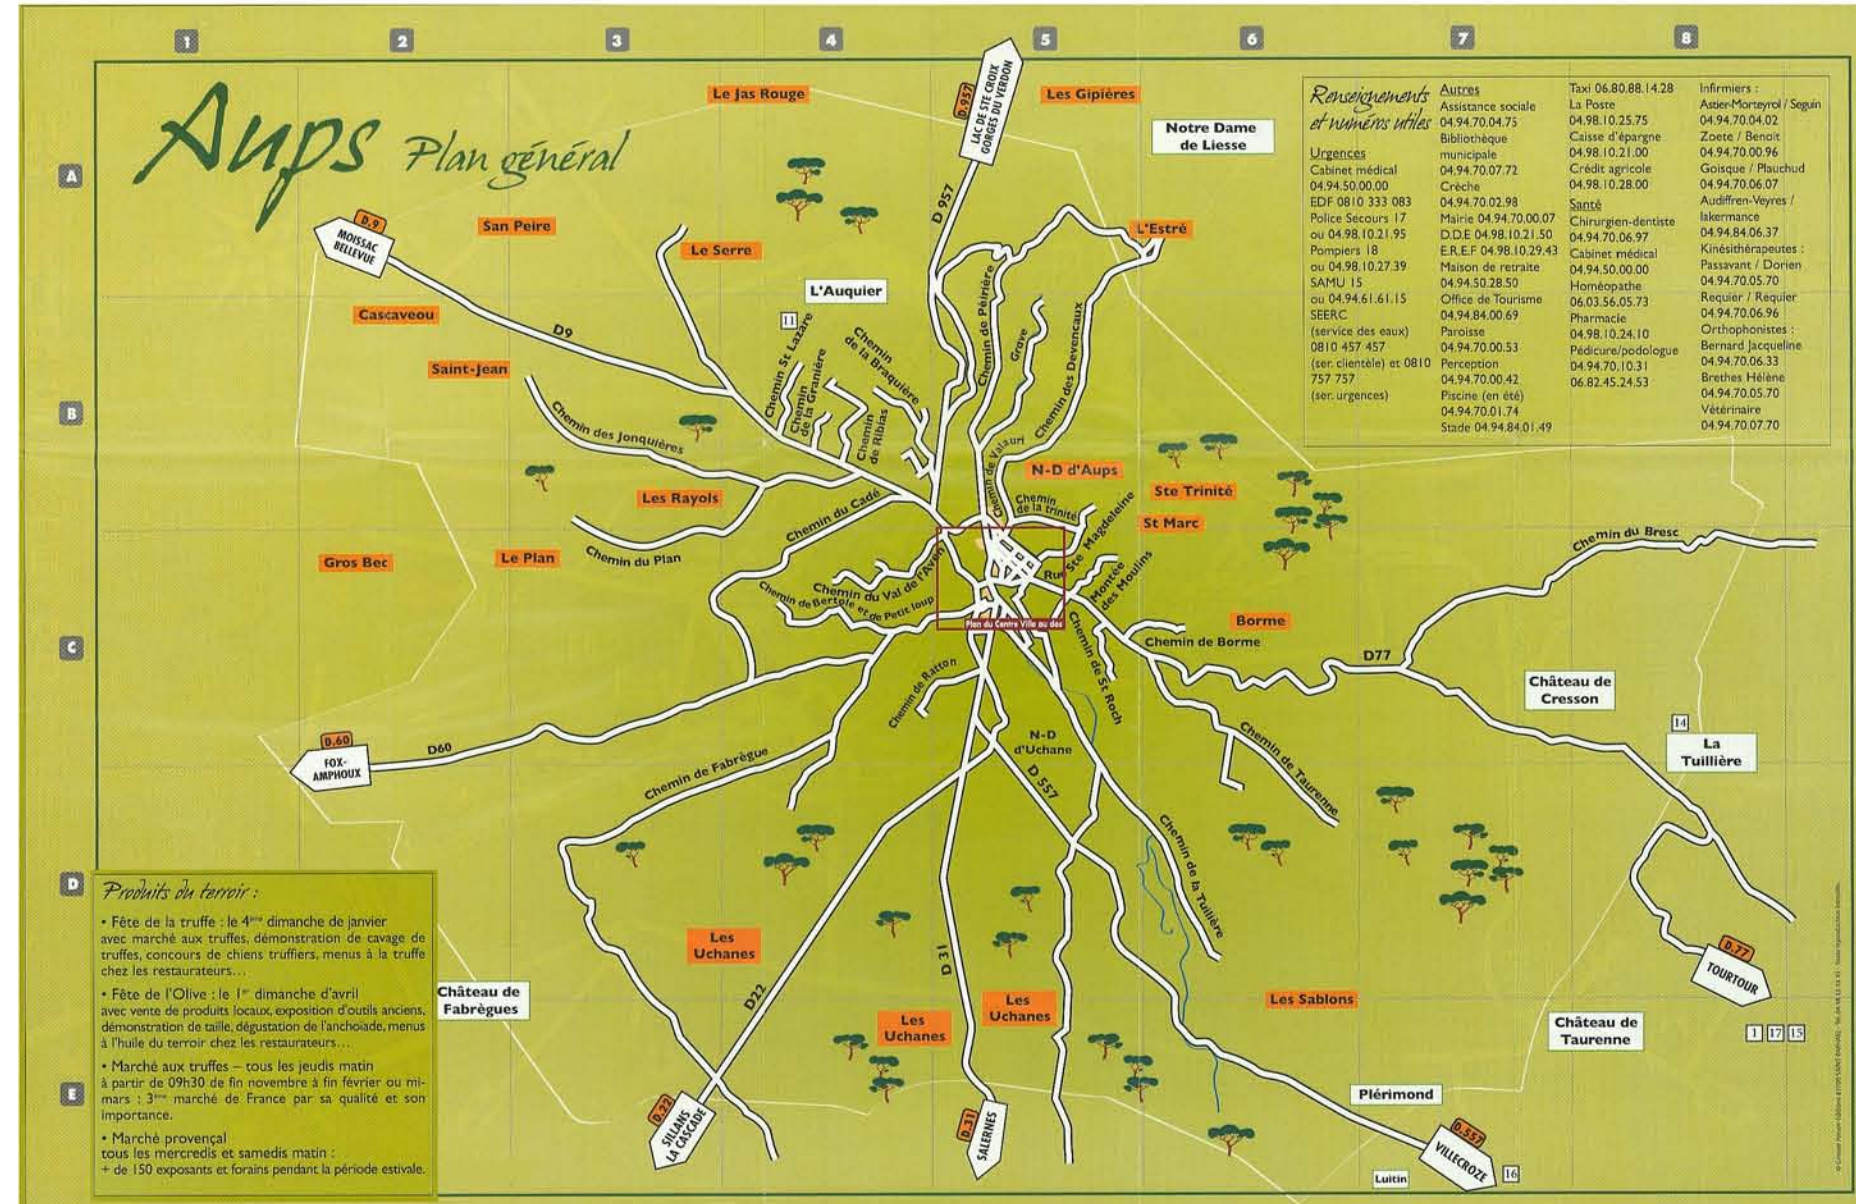 1 2 3 4 5 6 7 8
A
B
C
D
E
Aups Plan général
Renseignements
et numéros utiles
Urgences
Cabinet médical
04.94.50.00.00
EDF 0810 333 083
Police Secours 17
ou 04.98.10.21.95
Pompiers 18
ou 04.98.10.27.39
SAMU 15
ou 04.94.61.61.15
SEERC
(service des eaux)
0810 457 457
(ser. clientèle) et 0810
757 757
(ser. urgences)
Autres
Assistance sociale
04.94.70.04.75
Bibliothèque
municipale
04.94.70.07.72
Crèche
04.94.70.02.98
Mairie 04.94.70.00.07
D.D.E 04.98.10.21.50
E.R.E.F 04.98.10.29.43
Maison de retraite
04.94.50.28.50
Office de Tourisme
04.94.84.00.69
Paroisse
04.94.70.00.53
Perception
04.94.70.00.42
Piscine (en été)
04.94.70.01.74
Stade 04.94.84.01.49
Taxi 06.80.88.14.28
La Poste
04.98.10.25.75
Caisse d'épargne
04.98.10.21.00
Crédit agricole
04.98.10.28.00
Santé
Chirurgien-dentiste
04.94.70.06.97
Cabinet médical
04.94.50.00.00
Homéopathe
06.03.56.05.73
Pharmacie
04.98.10.24.10
Pédicure/podologue
04.94.70.10.31
06.82.45.24.53
Infirmiers :
Astier-Morteyrol / Seguin
04.94.70.04.02
Zoete / Benoit
04.94.70.00.96
Goisque / Plauchud
04.94.70.06.07
Audiffren-Veyres /
Iakermance
04.94.84.06.37
Kinésithérapeutes :
Passavant / Dorien
04.94.70.05.70
Requier / Requier
04.94.70.06.96
Orthophonistes :
Bernard Jacqueline
04.94.70.06.33
Brethes Hélène
04.94.70.05.70
Vétérinaire
04.94.70.07.70
Le Jas Rouge
D.957
LAC DE STE CROIX
GORGES DU VERDON
Les Gipières
Notre Dame
de Liesse
D.9
MOISSAC
BELLEVUE
San Peire
Le Serre
D 957
L'Estré
L'Auquier
Cascaveou
D9
11
Saint-Jean
Chemin St Lazare
Chemin
de la Granière
Chemin
de la Braquière
Chemin
de Ribias
Chemin de Péirière
Grove
Chemin des Devencaux
Chemin de Valauri
Chemin des Jonquières
Les Rayols
Chemin du Cadé
N-D d'Aups
Chemin
de la trinité
Ste Trinité
St Marc
Gros Bec
Le Plan
Chemin du Plan
Chemin du Val de l'Aven
Chemin de Bertole et de Petit loup
Rue Ste Magdeleine
Montée
des Moulins
Plan du Centre Ville au dos
Chemin du Bresc
Borme
Chemin de Borme
Chemin de St Roch
D77
Château de
Cresson
14
La
Tuillière
Chemin de Ratton
N-D
d'Uchane
D.60
FOX-
AMPHOUX
D60
Chemin de Fabrègue
D 557
Chemin de Taurenne
Chemin de la Tuilière
D.77
TOURTOUR
1 17 15
Les
Uchanes
D22
D 31
Les
Uchanes
Les
Uchanes
Les Sablons
Château de
Taurenne
Château de
Fabrègues
Plérimond
D.22
SILLANS
LA CASCADE
D.31
SALERNES
D.557
VILLECROZE
16
Luitin
Produits du terroir :
• Fête de la truffe : le 4ème dimanche de janvier
avec marché aux truffes, démonstration de cavage de
truffes, concours de chiens truffiers, menus à la truffe
chez les restaurateurs...
• Fête de l'Olive : le 1er dimanche d'avril
avec vente de produits locaux, exposition d'outils anciens,
démonstration de taille, dégustation de l'anchoïade, menus
à l'huile du terroir chez les restaurateurs...
• Marché aux truffes – tous les jeudis matin
à partir de 09h30 de fin novembre à fin février ou mi-
mars : 3ème marché de France par sa qualité et son
importance.
• Marché provençal
tous les mercredis et samedis matin :
+ de 150 exposants et forains pendant la période estivale.